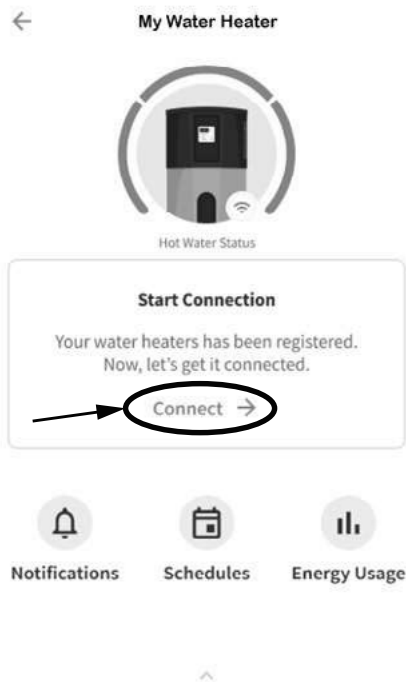 My Water Heater
Hot Water Status
Start Connection
Your water heaters has been registered.
Now, let's get it connected.
Connect →
Notifications Schedules Energy Usage